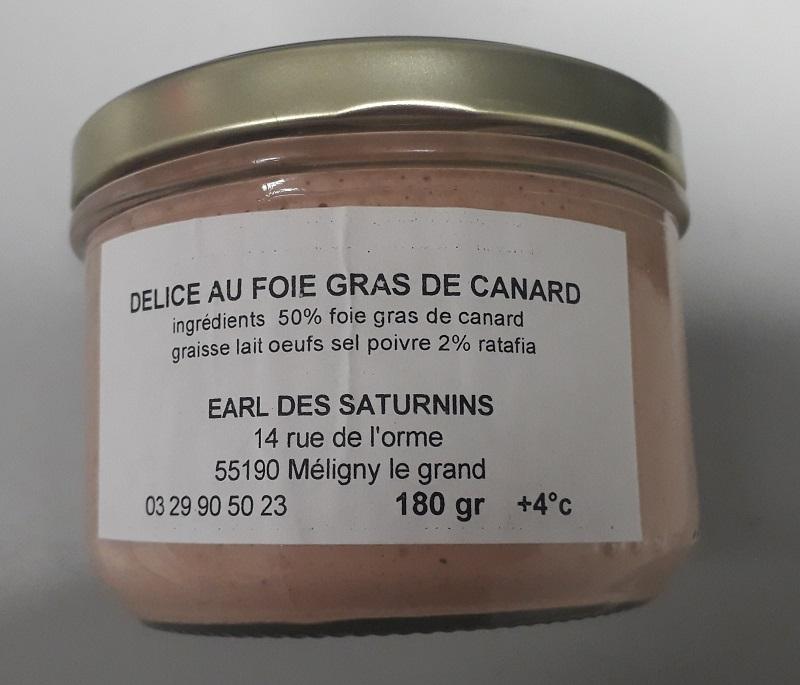 DELICE AU FOIE GRAS DE CANARD
ingrédients 50% foie gras de canard
graisse lait oeufs sel poivre 2% ratafia
EARL DES SATURNINS
14 rue de l'orme
55190 Méligny le grand
03 29 90 50 23 180 gr +4°c